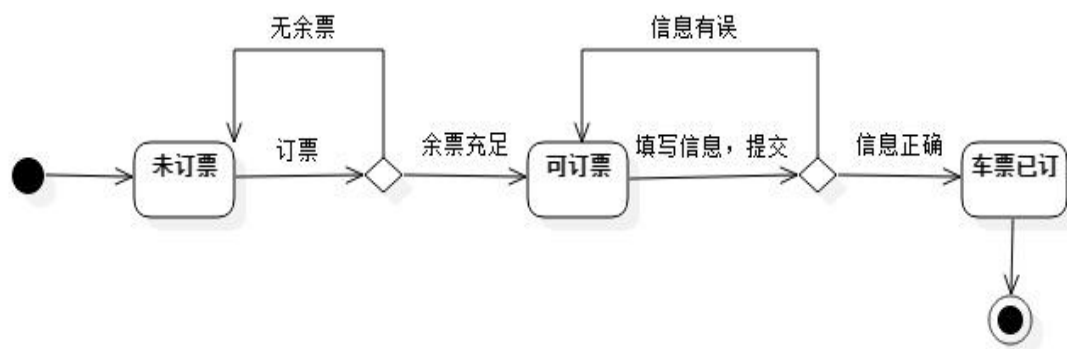 无余票
信息有误
未订票
订票
余票充足
可订票
填写信息，提交
信息正确
车票已订